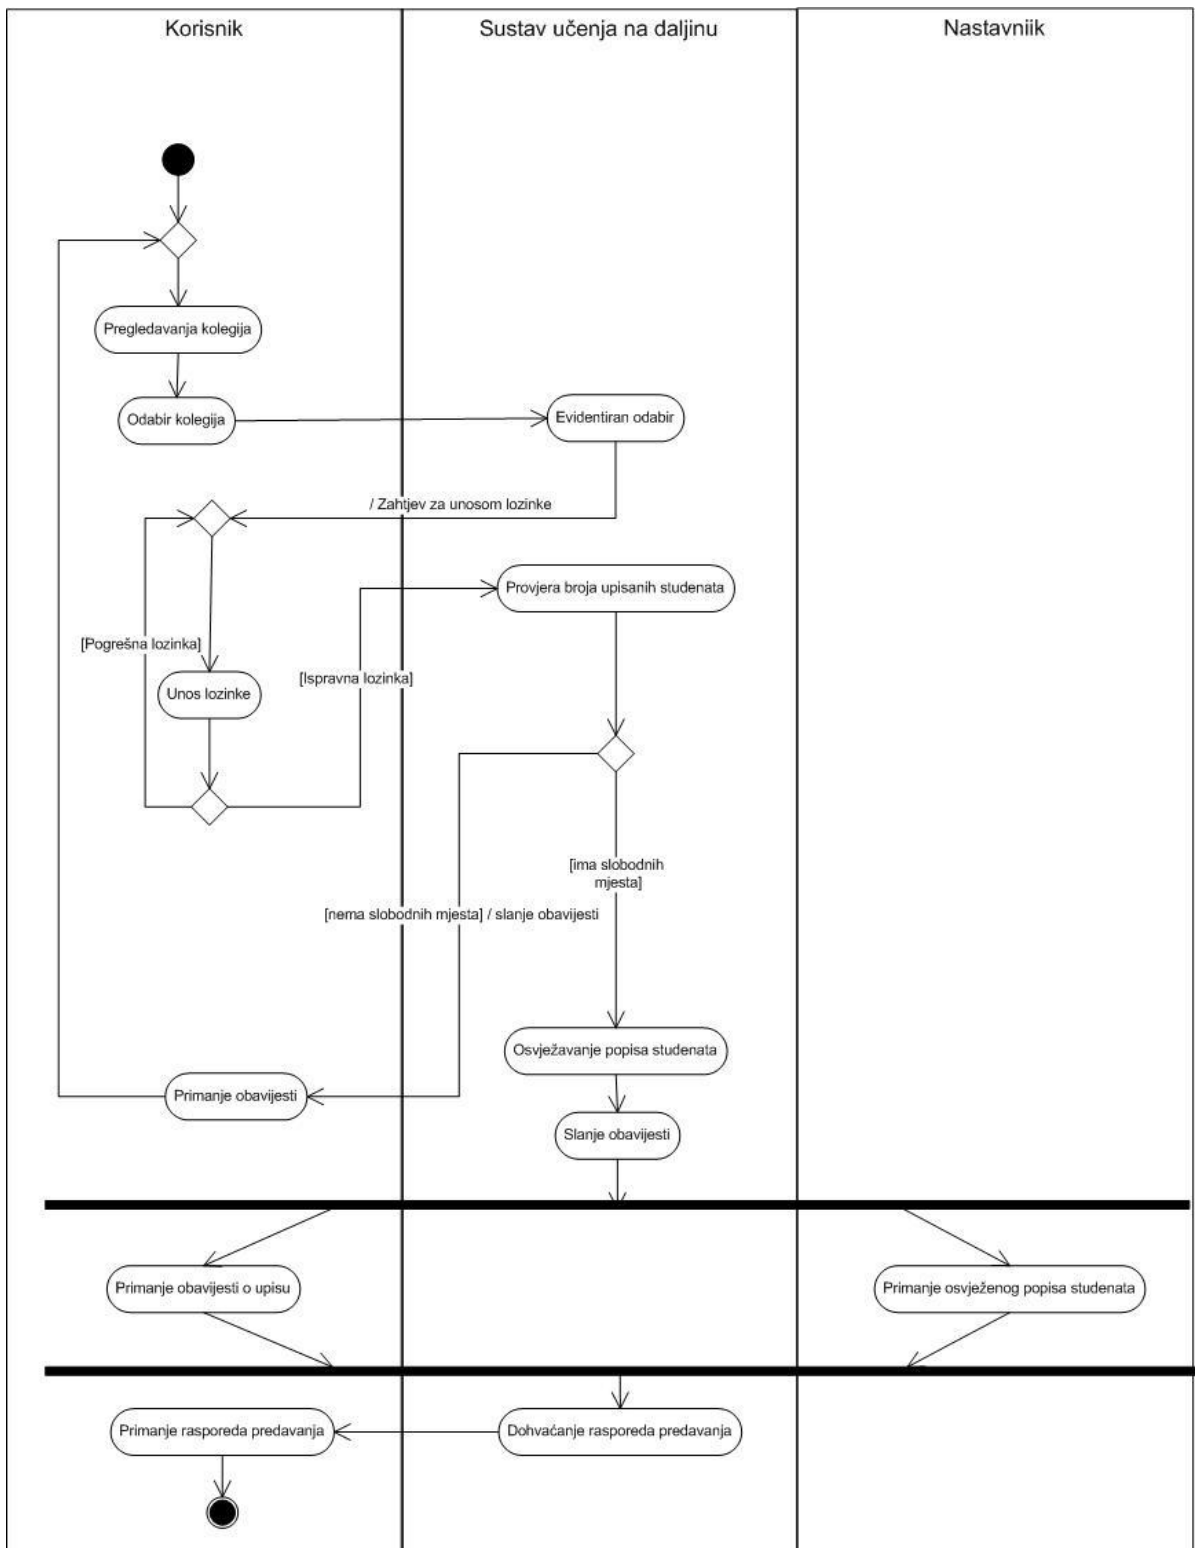 Korisnik
Sustav učenja na daljinu
Nastavniik
Pregledavanja kolegija
Odabir kolegija
Evidentiran odabir
/ Zahtjev za unosom lozinke
Provjera broja upisanih studenata
[Pogrešna lozinka]
[Ispravna lozinka]
Unos lozinke
[ima slobodnih
mjesta]
[nema slobodnih mjesta] / slanje obavijesti
Osvježavanje popisa studenata
Primanje obavijesti
Slanje obavijesti
Primanje obavijesti o upisu
Primanje osvježenog popisa studenata
Primanje rasporeda predavanja
Dohvaćanje rasporeda predavanja